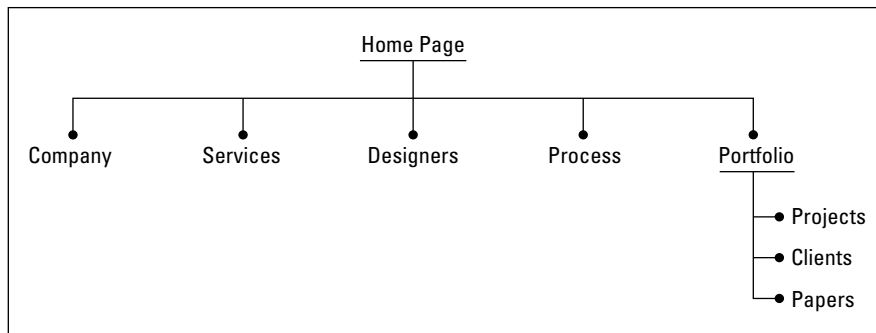 Home Page
Company Services Designers Process Portfolio
Projects
Clients
Papers